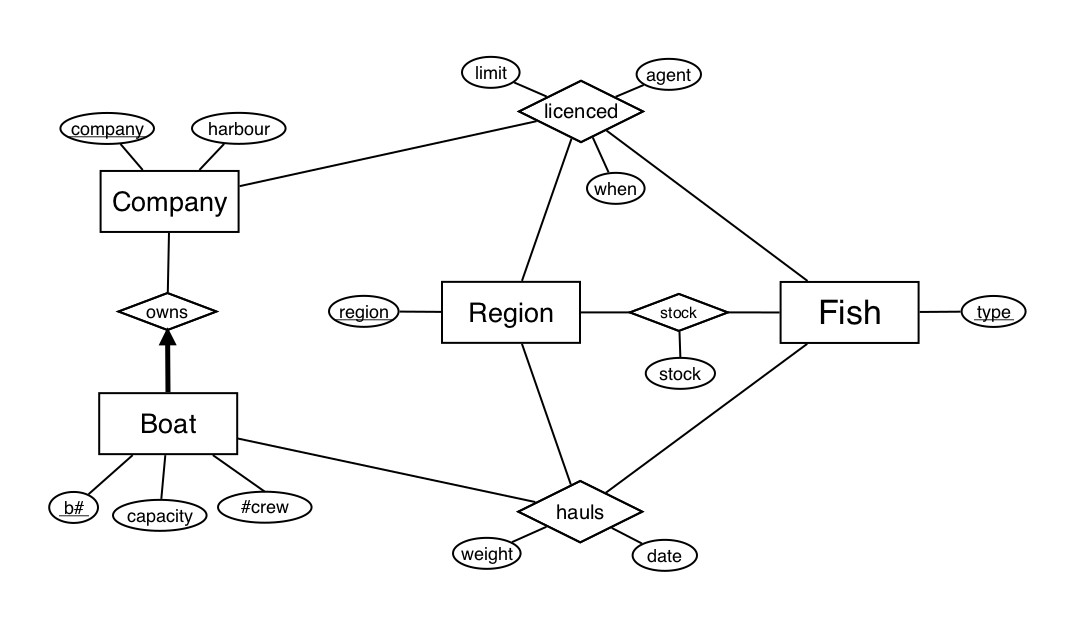 limit
agent
licenced
company
harbour
when
Company
owns
region
Region
stock
Fish
type
stock
Boat
b#
capacity
#crew
hauls
weight
date